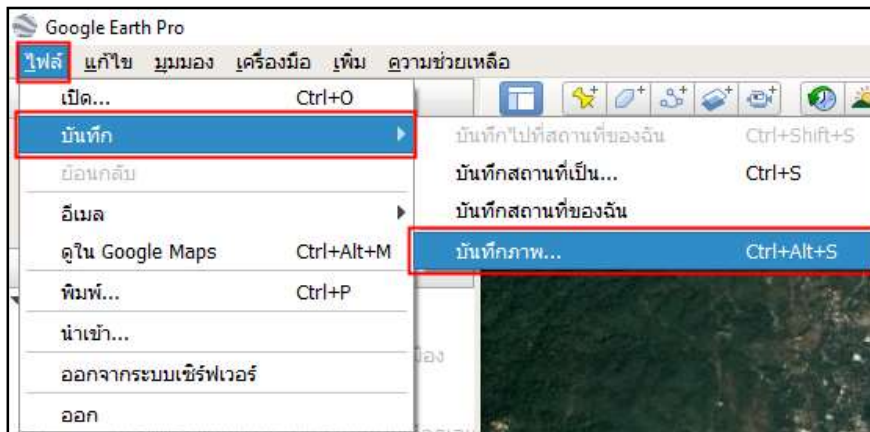 Google Earth Pro
ไฟล์ แก้ไข มุมมอง เครื่องมือ เพิ่ม ความช่วยเหลือ
เปิด... Ctrl+O
บันทึก บันทึกไปที่สถานที่ของฉัน Ctrl+Shift+S
ย้อนกลับ บันทึกสถานที่เป็น... Ctrl+S
อีเมล บันทึกสถานที่ของฉัน
ดูใน Google Maps Ctrl+Alt+M บันทึกภาพ... Ctrl+Alt+S
พิมพ์... Ctrl+P
นำเข้า...
ออกจากระบบเซิร์ฟเวอร์
ออก